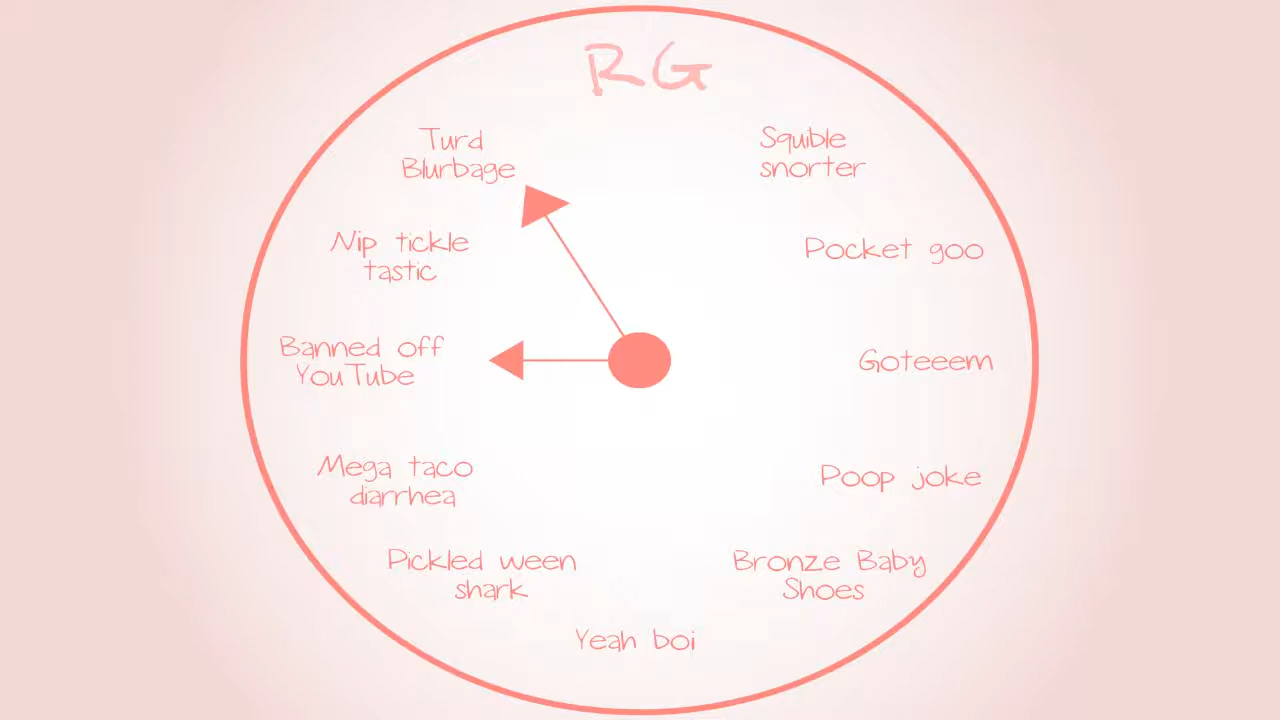 RG
Turd
Blurbage
Squible
snorter
Nip tickle
tastic
Pocket goo
Banned off
YouTube
Goteeem
Mega taco
diarrhea
Poop joke
Pickled ween
shark
Bronze Baby
Shoes
Yeah boi